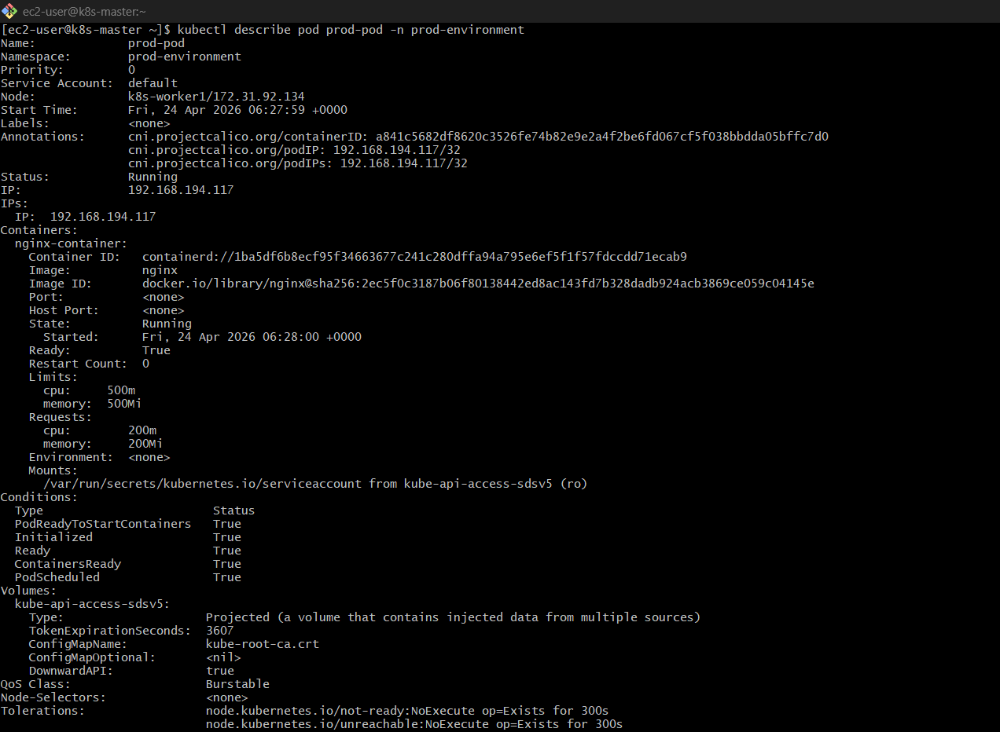 ec2-user@k8s-master:~
[ec2-user@k8s-master ~]$ kubectl describe pod prod-pod -n prod-environment
Name:             prod-pod
Namespace:        prod-environment
Priority:         0
Service Account:  default
Node:             k8s-worker1/172.31.92.134
Start Time:       Fri, 24 Apr 2026 06:27:59 +0000
Labels:           <none>
Annotations:      cni.projectcalico.org/containerID: a841c5682df8620c3526fe74b82e9e2a4f2be6fd067cf5f038bbdda05bffc7d0
                  cni.projectcalico.org/podIP: 192.168.194.117/32
                  cni.projectcalico.org/podIPs: 192.168.194.117/32
Status:           Running
IP:               192.168.194.117
IPs:
  IP:  192.168.194.117
Containers:
  nginx-container:
    Container ID:   containerd://1ba5df6b8ecf95f34663677c241c280dffa94a795e6ef5f1f57fdccdd71ecab9
    Image:          nginx
    Image ID:       docker.io/library/nginx@sha256:2ec5f0c3187b06f80138442ed8ac143fd7b328dadb924acb3869ce059c04145e
    Port:           <none>
    Host Port:      <none>
    State:          Running
      Started:      Fri, 24 Apr 2026 06:28:00 +0000
    Ready:          True
    Restart Count:  0
    Limits:
      cpu:     500m
      memory:  500Mi
    Requests:
      cpu:        200m
      memory:     200Mi
    Environment:  <none>
    Mounts:
      /var/run/secrets/kubernetes.io/serviceaccount from kube-api-access-sdsv5 (ro)
Conditions:
  Type                        Status
  PodReadyToStartContainers   True
  Initialized                 True
  Ready                       True
  ContainersReady             True
  PodScheduled                True
Volumes:
  kube-api-access-sdsv5:
    Type:                    Projected (a volume that contains injected data from multiple sources)
    TokenExpirationSeconds:  3607
    ConfigMapName:           kube-root-ca.crt
    ConfigMapOptional:       <nil>
    DownwardAPI:             true
QoS Class:                   Burstable
Node-Selectors:              <none>
Tolerations:                 node.kubernetes.io/not-ready:NoExecute op=Exists for 300s
                             node.kubernetes.io/unreachable:NoExecute op=Exists for 300s